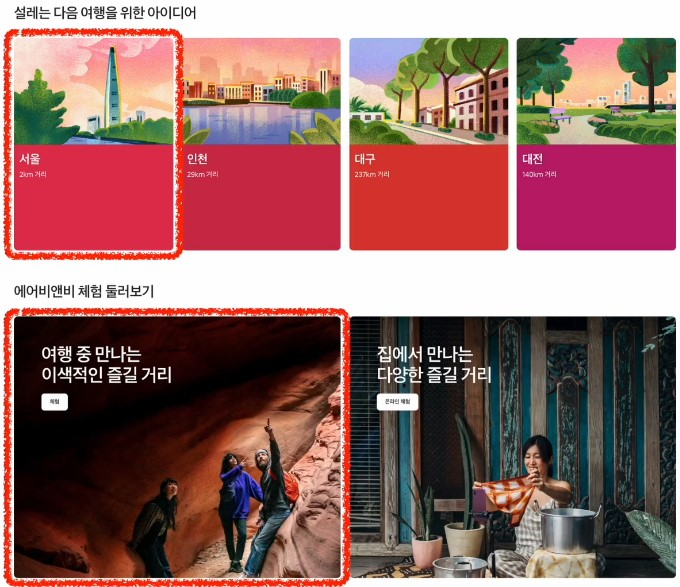 설레는 다음 여행을 위한 아이디어
서울
2km 거리
인천
29km 거리
대구
237km 거리
대전
140km 거리
에어비앤비 체험 둘러보기
여행 중 만나는
이색적인 즐길 거리
체험
집에서 만나는
다양한 즐길 거리
온라인 체험